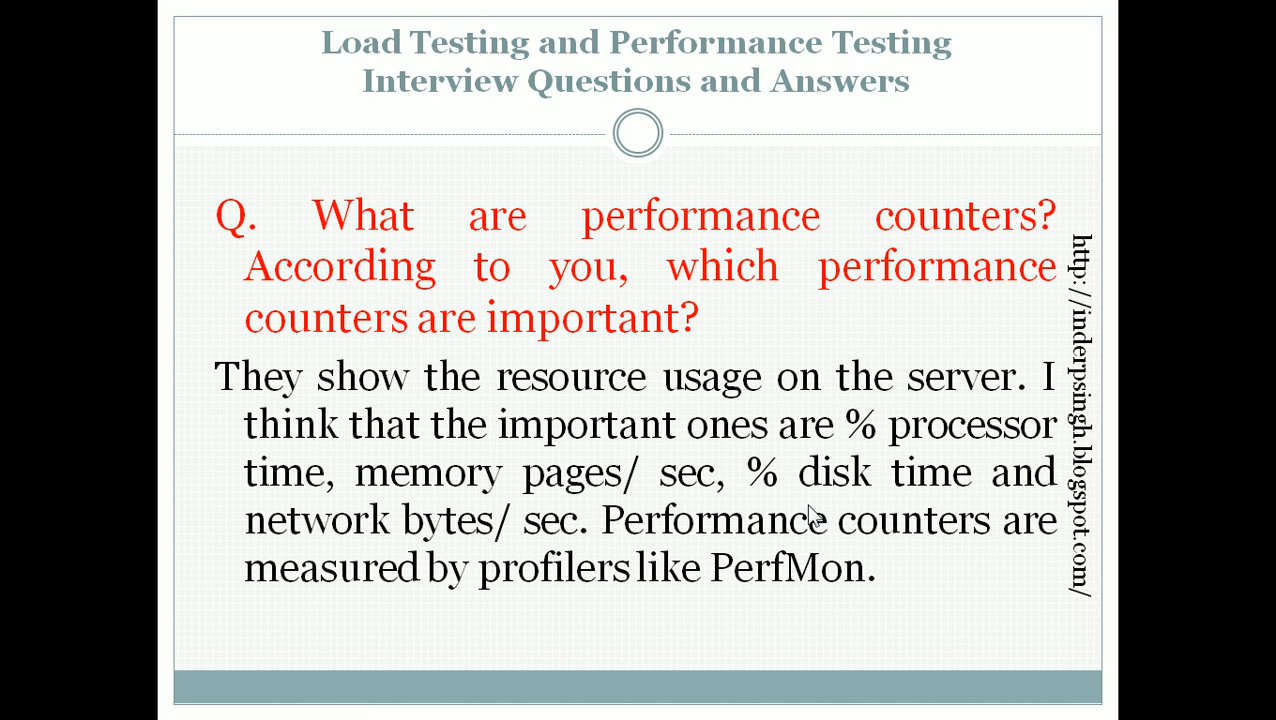 Load Testing and Performance Testing
Interview Questions and Answers
Q. What are performance counters?
According to you, which performance
counters are important?
They show the resource usage on the server. I
think that the important ones are % processor
time, memory pages/ sec, % disk time and
network bytes/ sec. Performance counters are
measured by profilers like PerfMon.
http://inderpsingh.blogspot.com/